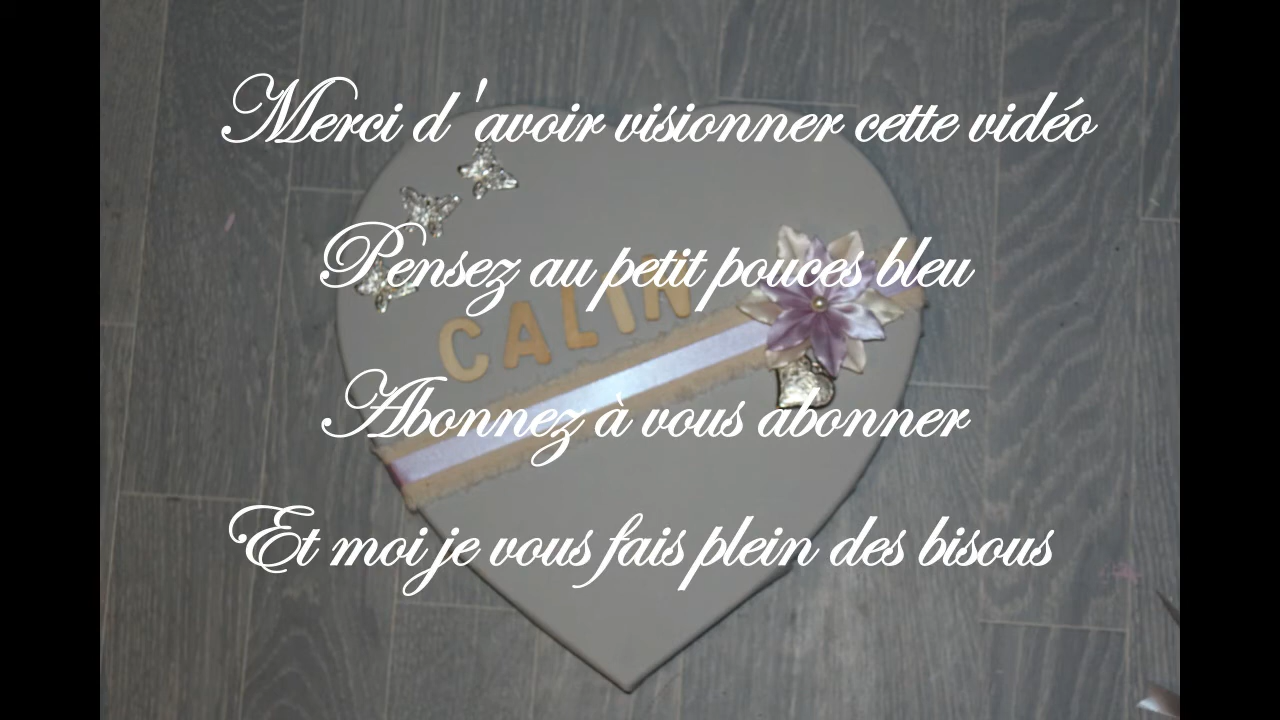 Merci d'avoir visionner cette vidéo
Pensez au petit pouces bleu
CALIN
Abonnez à vous abonner
Et moi je vous fais plein des bisous